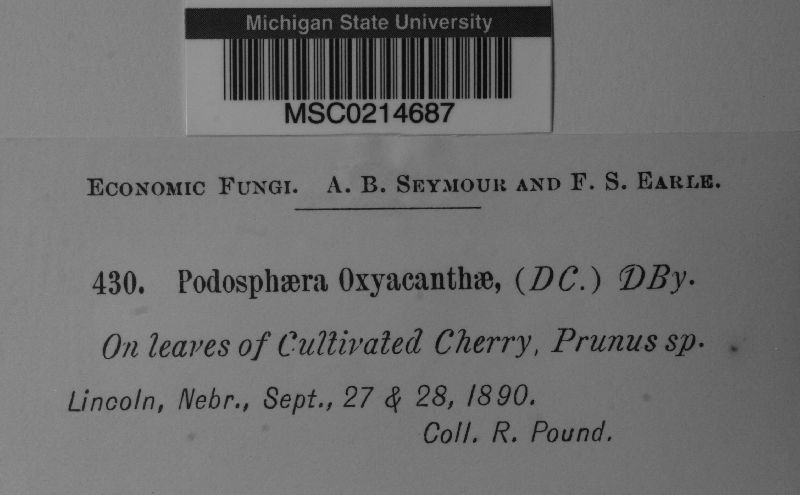 Michigan State University
MSC0214687
Economic Fungi. A. B. Seymour and F. S. Earle.
430. Podosphæra Oxyacanthæ, (DC.) DBy.
On leaves of Cultivated Cherry, Prunus sp.
Lincoln, Nebr., Sept., 27 & 28, 1890.
Coll. R. Pound.